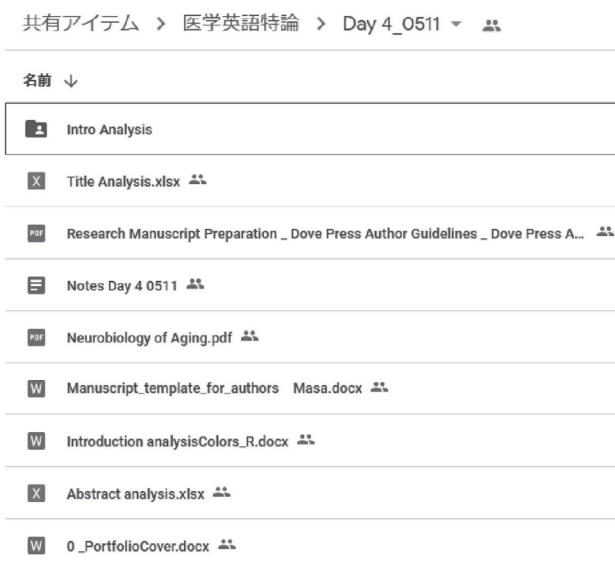 共有アイテム > 医学英語特論 > Day 4_0511
名前 ↓
Intro Analysis
X Title Analysis.xlsx
PDF Research Manuscript Preparation _ Dove Press Author Guidelines _ Dove Press A...
Notes Day 4 0511
PDF Neurobiology of Aging.pdf
W Manuscript_template_for_authors Masa.docx
W Introduction analysisColors_R.docx
X Abstract analysis.xlsx
W 0 _PortfolioCover.docx